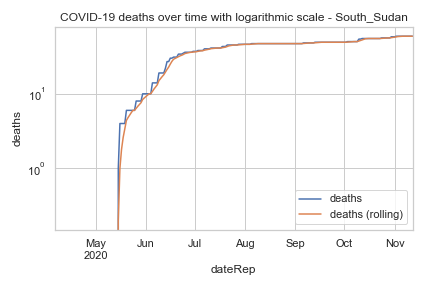 COVID-19 deaths over time with logarithmic scale - South_Sudan
deaths
10¹
10⁰
deaths
deaths (rolling)
May
2020
Jun
Jul
Aug
Sep
Oct
Nov
dateRep